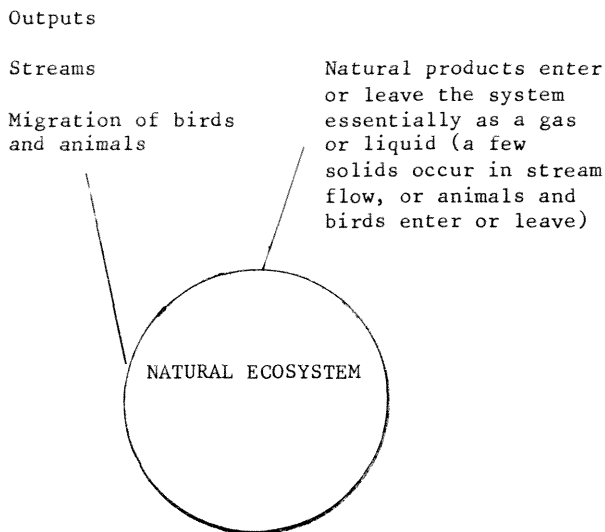 Outputs
Streams
Migration of birds
and animals
Natural products enter
or leave the system
essentially as a gas
or liquid (a few
solids occur in stream
flow, or animals and
birds enter or leave)
NATURAL ECOSYSTEM